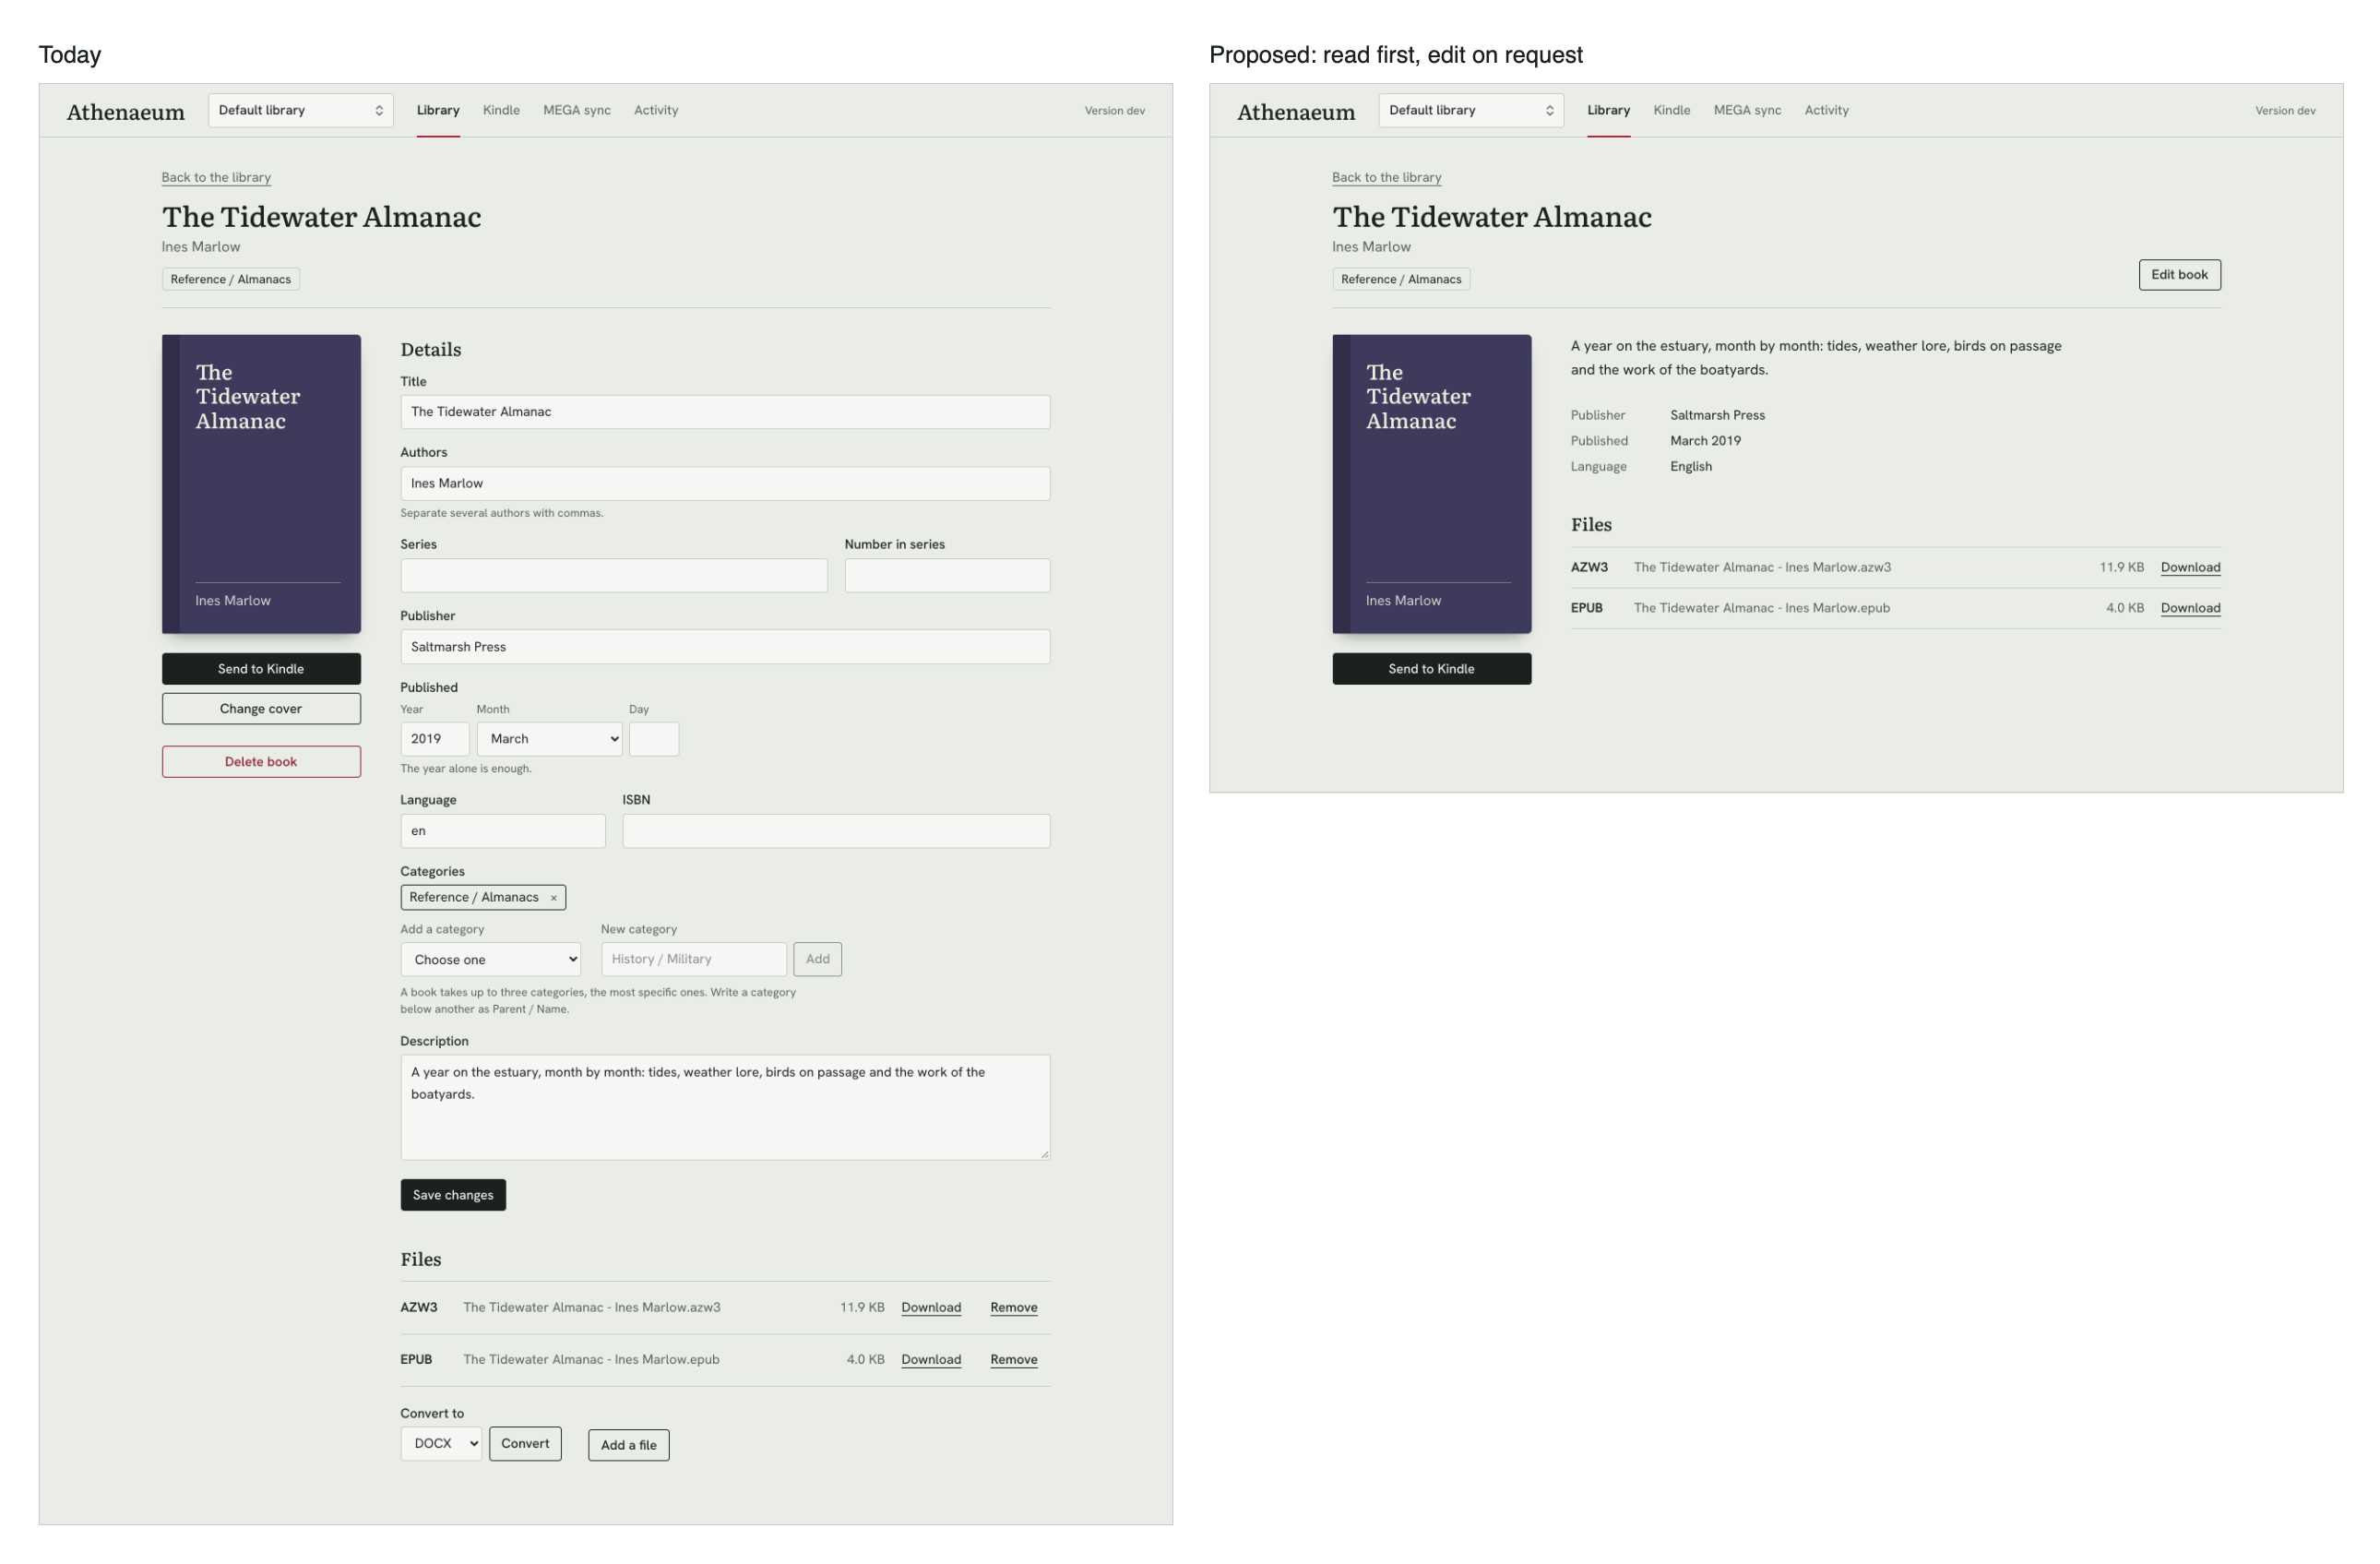 Today
Athenaeum
Default library
Library
Kindle
MEGA sync
Activity
Version dev
Back to the library
The Tidewater Almanac
Ines Marlow
Reference / Almanacs
The
Tidewater
Almanac
Ines Marlow
Send to Kindle
Change cover
Delete book
Details
Title
The Tidewater Almanac
Authors
Ines Marlow
Separate several authors with commas.
Series
Number in series
Publisher
Saltmarsh Press
Published
Year
Month
Day
2019
March
The year alone is enough.
Language
ISBN
en
Categories
Reference / Almanacs ×
Add a category
New category
Choose one
History / Military
Add
A book takes up to three categories, the most specific ones. Write a category
below another as Parent / Name.
Description
A year on the estuary, month by month: tides, weather lore, birds on passage and the work of the
boatyards.
Save changes
Files
AZW3 The Tidewater Almanac - Ines Marlow.azw3 11.9 KB Download Remove
EPUB The Tidewater Almanac - Ines Marlow.epub 4.0 KB Download Remove
Convert to
DOCX
Convert
Add a file
Proposed: read first, edit on request
Athenaeum
Default library
Library
Kindle
MEGA sync
Activity
Version dev
Back to the library
The Tidewater Almanac
Ines Marlow
Reference / Almanacs
Edit book
The
Tidewater
Almanac
Ines Marlow
Send to Kindle
A year on the estuary, month by month: tides, weather lore, birds on passage
and the work of the boatyards.
Publisher Saltmarsh Press
Published March 2019
Language English
Files
AZW3 The Tidewater Almanac - Ines Marlow.azw3 11.9 KB Download
EPUB The Tidewater Almanac - Ines Marlow.epub 4.0 KB Download